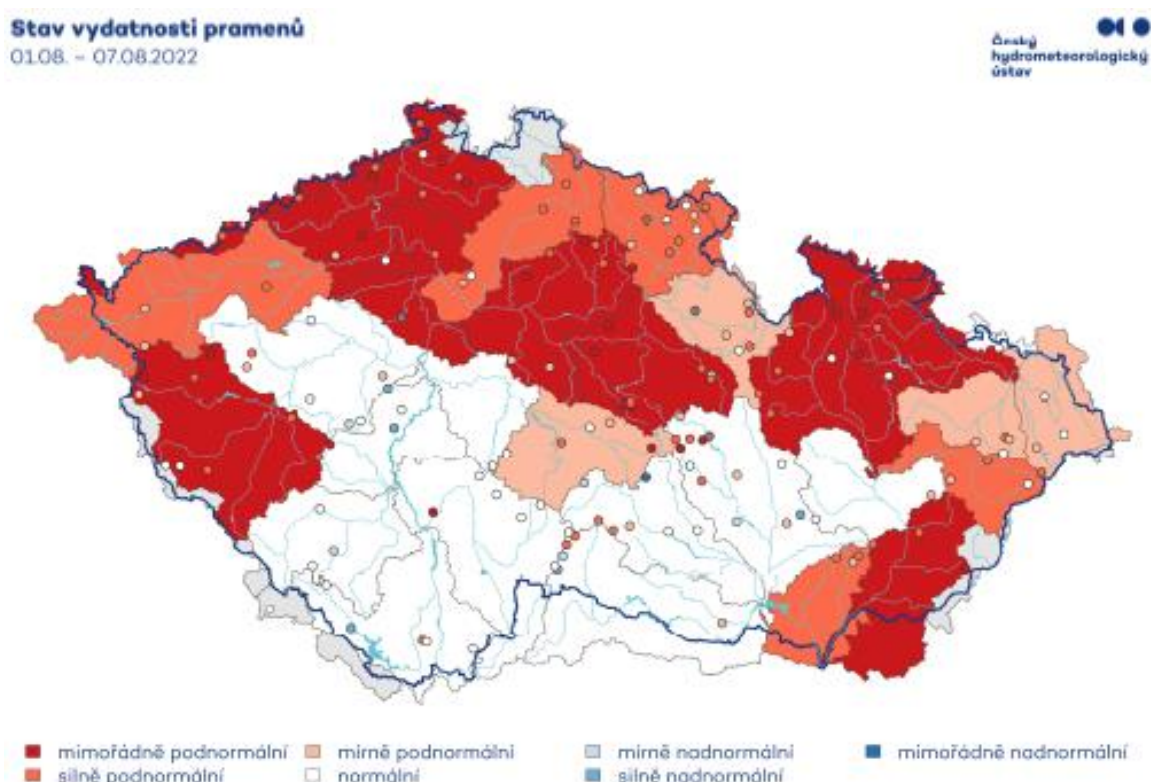 Stav vydatnosti pramenů
01.08. – 07.08.2022
Český
hydrometeorologický
ústav
mimořádně podnormální
silně podnormální
mírně podnormální
normální
mírně nadnormální
silně nadnormální
mimořádně nadnormální